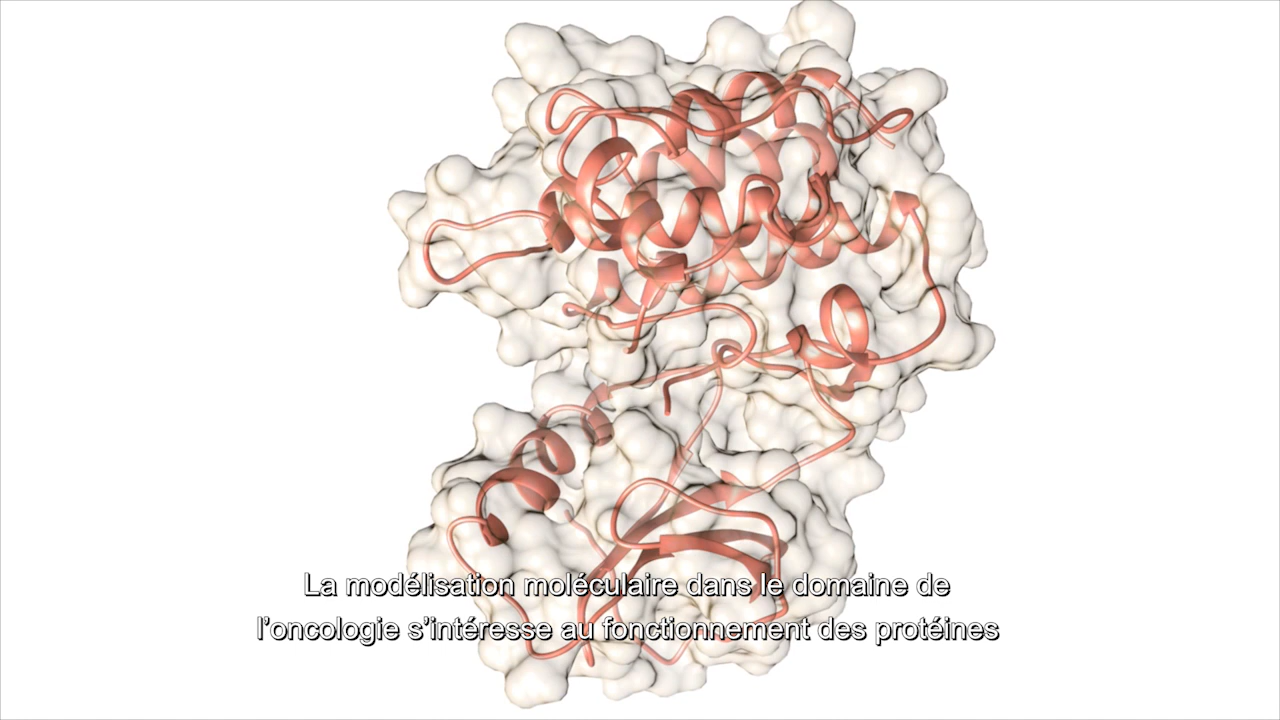 La modélisation moléculaire dans le domaine de
l’oncologie s’intéresse au fonctionnement des protéines